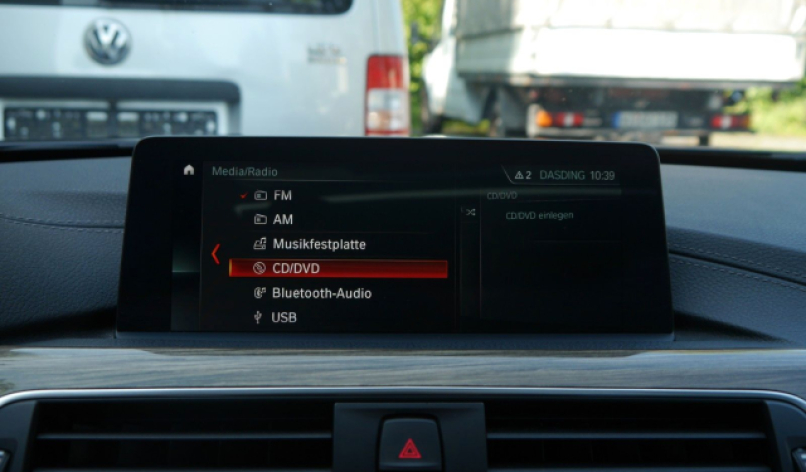 Media/Radio
2 DASDING 10:39
FM
AM
Musikfestplatte
CD/DVD
Bluetooth-Audio
USB
CD/DVD
CD/DVD einlegen